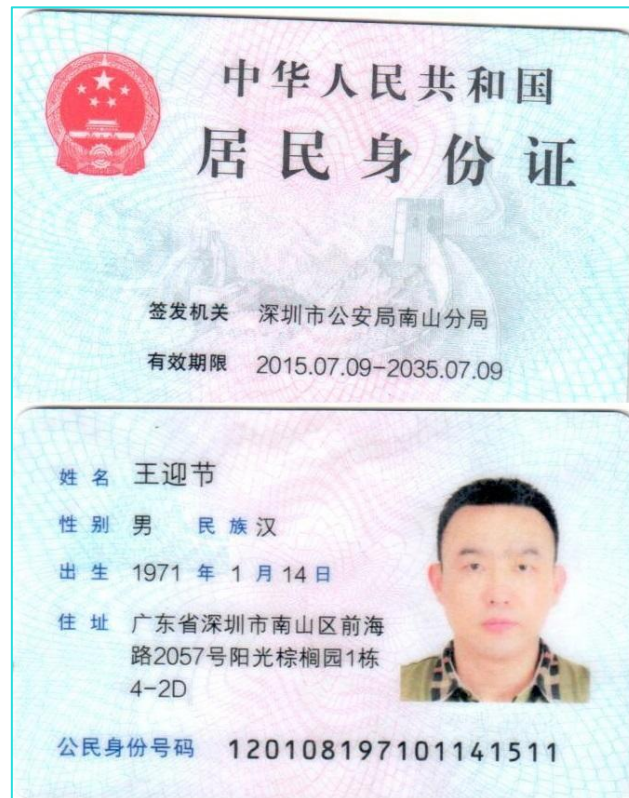 中华人民共和国
居民身份证
签发机关 深圳市公安局南山分局
有效期限 2015.07.09-2035.07.09
姓名 王迎节
性别 男 民族 汉
出生 1971 年 1 月 14 日
住址 广东省深圳市南山区前海
路2057号阳光棕榈园1栋
4-2D
公民身份号码 120108197101141511